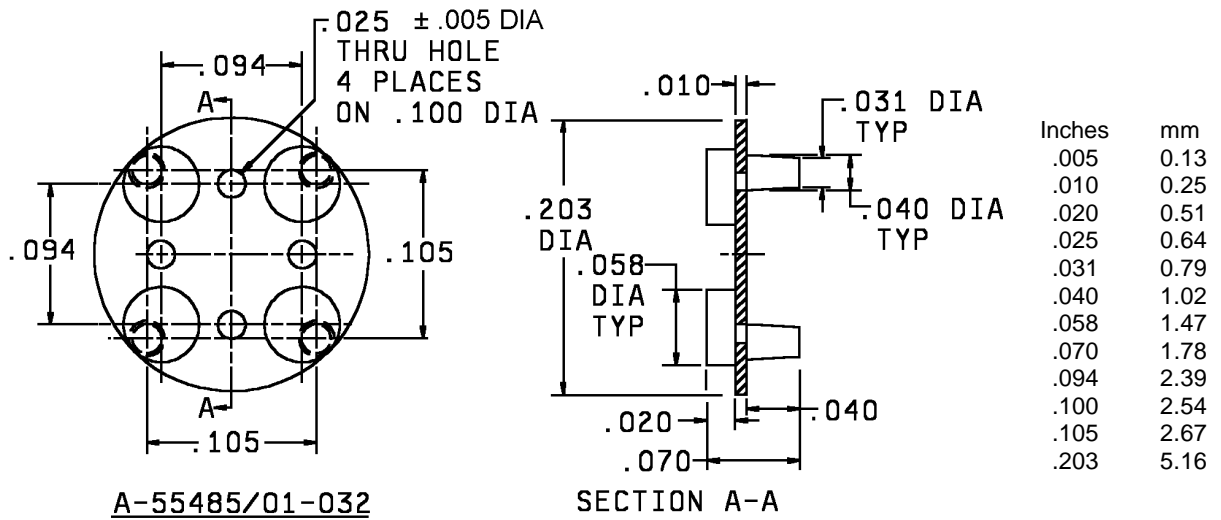 .025 ± .005 DIA
THRU HOLE
4 PLACES
ON .100 DIA
.094
A
.094
.105
A
.105
A-55485/01-032
.010
.031 DIA
TYP
.203
DIA
.040 DIA
TYP
.058
DIA
TYP
.020
.040
.070
SECTION A-A
Inches mm
.005 0.13
.010 0.25
.020 0.51
.025 0.64
.031 0.79
.040 1.02
.058 1.47
.070 1.78
.094 2.39
.100 2.54
.105 2.67
.203 5.16